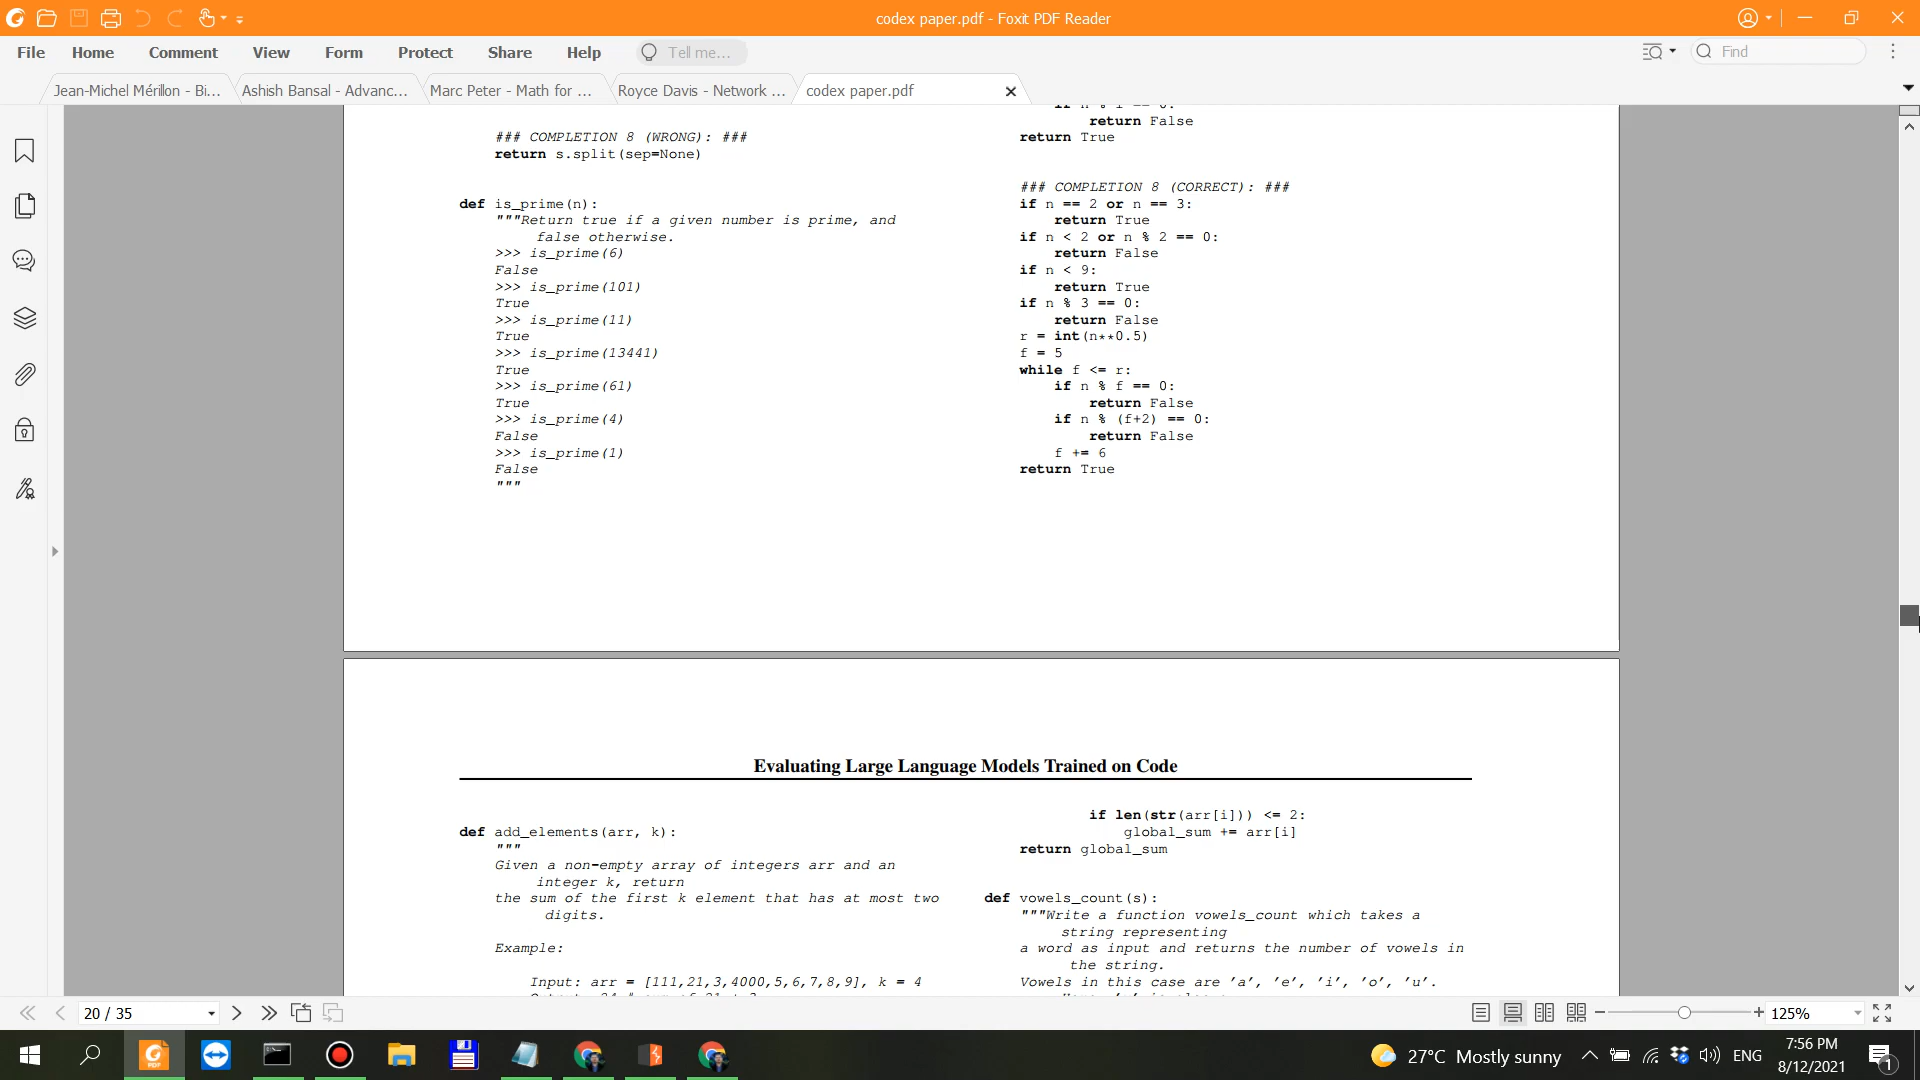 codex paper.pdf - Foxit PDF Reader
File Home Comment View Form Protect Share Help Tell me... Find
Jean-Michel Mérillon - Bi... Ashish Bansal - Advanc... Marc Peter - Math for ... Royce Davis - Network ... codex paper.pdf
### COMPLETION 8 (WRONG): ###
return s.split(sep=None)
def is_prime(n):
"""Return true if a given number is prime, and
false otherwise.
>>> is_prime(6)
False
>>> is_prime(101)
True
>>> is_prime(11)
True
>>> is_prime(13441)
True
>>> is_prime(61)
True
>>> is_prime(4)
False
>>> is_prime(1)
False
"""
return False
return True
### COMPLETION 8 (CORRECT): ###
if n == 2 or n == 3:
return True
if n < 2 or n % 2 == 0:
return False
if n < 9:
return True
if n % 3 == 0:
return False
r = int(n**0.5)
f = 5
while f <= r:
if n % f == 0:
return False
if n % (f+2) == 0:
return False
f += 6
return True
Evaluating Large Language Models Trained on Code
def add_elements(arr, k):
"""
Given a non-empty array of integers arr and an
integer k, return
the sum of the first k element that has at most two
digits.
Example:
Input: arr = [111,21,3,4000,5,6,7,8,9], k = 4
if len(str(arr[i])) <= 2:
global_sum += arr[i]
return global_sum
def vowels_count(s):
"""Write a function vowels_count which takes a
string representing
a word as input and returns the number of vowels in
the string.
Vowels in this case are 'a', 'e', 'i', 'o', 'u'.
20 / 35
125%
27°C Mostly sunny
ENG
7:56 PM
8/12/2021
1